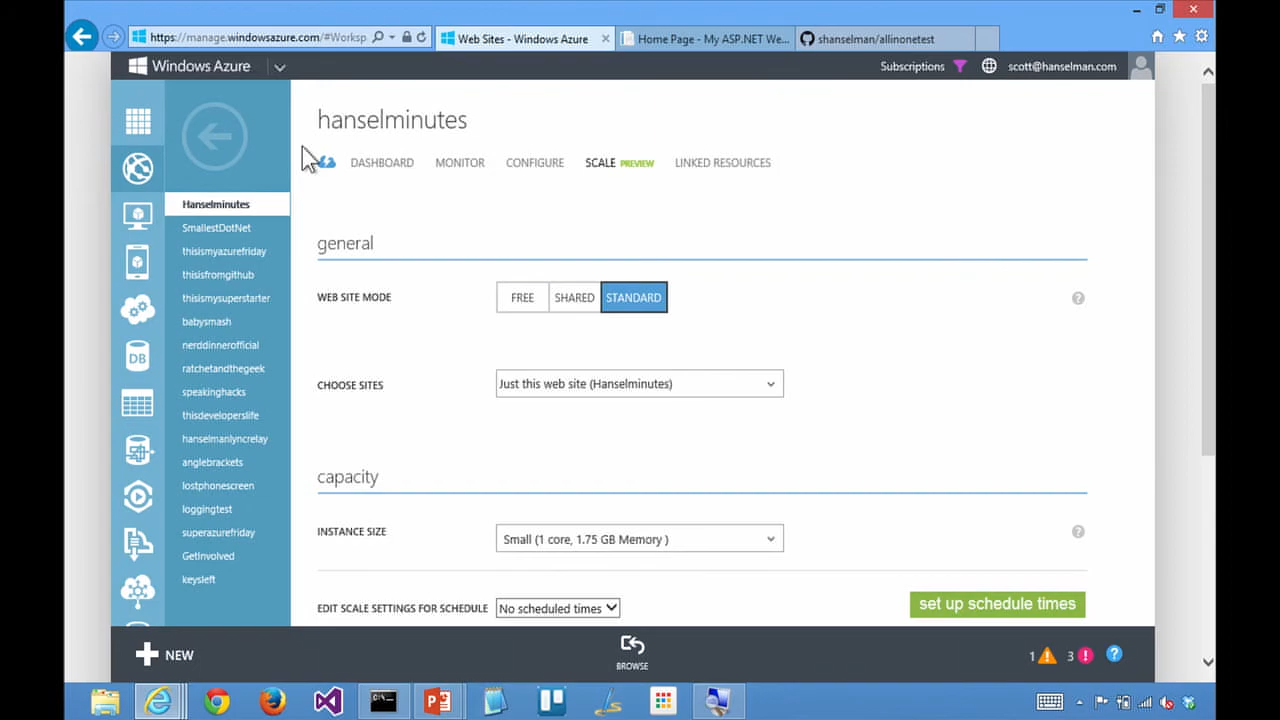 https://manage.windowsazure.com/#Worksp
Web Sites - Windows Azure
Home Page - My ASP.NET We...
shanselman/allinonetest
Windows Azure
Subscriptions
scott@hanselman.com
hanselminutes
DASHBOARD
MONITOR
CONFIGURE
SCALE PREVIEW
LINKED RESOURCES
Hanselminutes
SmallestDotNet
thisismyazurefriday
thisisfromgithub
thisismysuperstarter
babysmash
nerddinnerofficial
ratchetandthegeek
speakinghacks
thisdeveloperslife
hanselmanlyncrelay
anglebrackets
lostphonescreen
loggingtest
superazurefriday
GetInvolved
keysleft
DB
general
WEB SITE MODE
FREE
SHARED
STANDARD
?
CHOOSE SITES
Just this web site (Hanselminutes)
capacity
INSTANCE SIZE
Small (1 core, 1.75 GB Memory )
?
EDIT SCALE SETTINGS FOR SCHEDULE
No scheduled times
set up schedule times
NEW
BROWSE
1
3
?